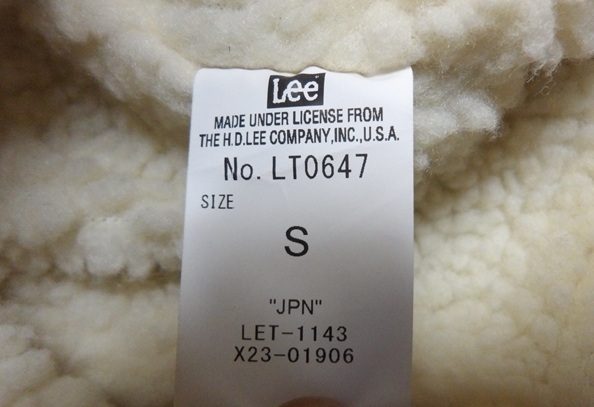 Lee
MADE UNDER LICENSE FROM
THE H.D.LEE COMPANY,INC.,U.S.A.
No. LT0647
SIZE
S
"JPN"
LET-1143
X23-01906